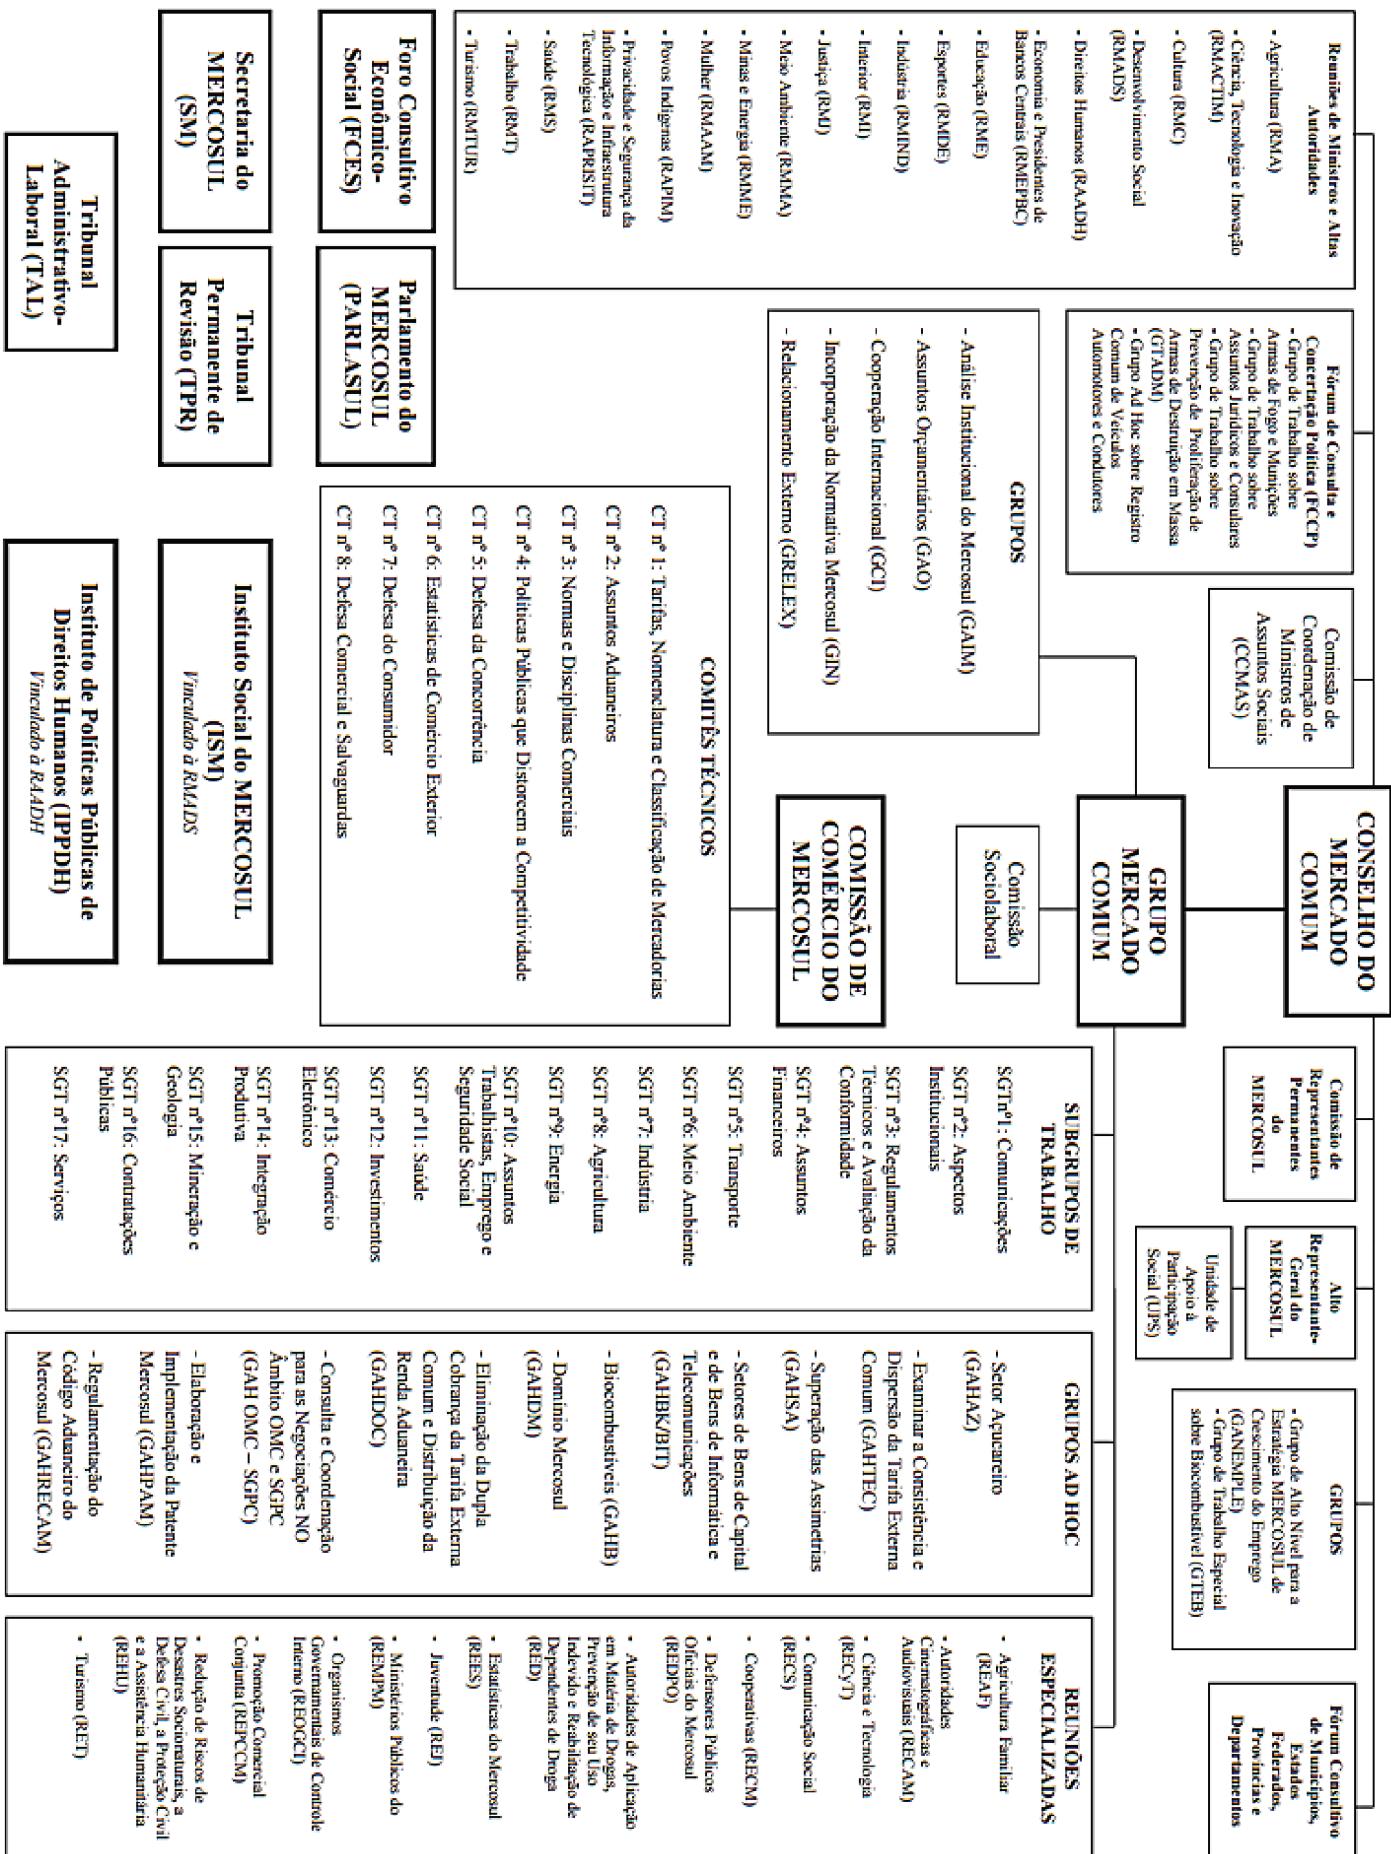 CONSELHO DO
MERCADO
COMUM
Reuniões de Ministros e Altas
Autoridades
- Agricultura (RMA)
- Ciência, Tecnologia e Inovação
(RMACTIM)
- Cultura (RMC)
- Desenvolvimento Social
(RMADS)
- Direitos Humanos (RAADH)
- Economia e Presidentes de
Bancos Centrais (RMEPBC)
- Educação (RME)
- Esportes (RMDE)
- Indústria (RMIND)
- Interior (RMI)
- Justiça (RMJ)
- Meio Ambiente (RMMA)
- Minas e Energia (RMME)
- Mulher (RMAAM)
- Povos Indígenas (RAPIM)
- Privacidade e Segurança da
Informação e Infraestrutura
Tecnológica (RAPRISIT)
- Saúde (RMS)
- Trabalho (RMT)
- Turismo (RMTUR)
Fórum de Consulta e
Concertação Política (FCCP)
- Grupo de Trabalho sobre
Armas de Fogo e Munições
- Grupo de Trabalho sobre
Assuntos Jurídicos e Consulares
- Grupo de Trabalho sobre
Prevenção de Proliferação de
Armas de Destruição em Massa
(GTADM)
- Grupo Ad Hoc sobre Registro
Comum de Veículos
Automotores e Condutores
Comissão de
Coordenação de
Ministros de
Assuntos Sociais
(CCMAS)
Comissão de
Representantes
Permanentes
do
MERCOSUL
Alto
Representante-
Geral do
MERCOSUL
Unidade de
Apoio à
Participação
Social (UPS)
GRUPOS
- Grupo de Alto Nível para a
Estratégia MERCOSUL de
Crescimento do Emprego
(GANEMPLE)
- Grupo de Trabalho Especial
sobre Biocombustível (GTEB)
Fórum Consultivo
de Municípios,
Estados
Federados,
Províncias e
Departamentos
GRUPO
MERCADO
COMUM
GRUPOS
- Análise Institucional do Mercosul (GAIM)
- Assuntos Orçamentários (GAO)
- Cooperação Internacional (GCI)
- Incorporação da Normativa Mercosul (GIN)
- Relacionamento Externo (GRELEX)
Comissão
Sociolaboral
SUBGRUPOS DE
TRABALHO
SGTnº1: Comunicações
SGT nº2: Aspectos
Institucionais
SGT nº3: Regulamentos
Técnicos e Avaliação da
Conformidade
SGT nº4: Assuntos
Financeiros
SGT nº5: Transporte
SGT nº6: Meio Ambiente
SGT nº7: Indústria
SGT nº8: Agricultura
SGT nº9: Energia
SGT nº10: Assuntos
Trabalhistas, Emprego e
Seguridade Social
SGT nº11: Saúde
SGT nº12: Investimentos
SGT nº13: Comércio
Eletrônico
SGT nº14: Integração
Produtiva
SGT nº15: Mineração e
Geologia
SGT nº16: Contratações
Públicas
SGT nº17: Serviços
GRUPOS AD HOC
- Setor Açucareiro
(GAHAZ)
- Examinar a Consistência e
Dispersão da Tarifa Externa
Comum (GAHTEC)
- Superação das Assimetrias
(GAHSA)
- Setores de Bens de Capital
e de Bens de Informática e
Telecomunicações
(GAHBK/BIT)
- Biocombustíveis (GAHB)
- Domínio Mercosul
(GAHDM)
- Eliminação da Dupla
Cobrança da Tarifa Externa
Comum e Distribuição da
Renda Aduaneira
(GAHDOC)
- Consulta e Coordenação
para as Negociações NO
Âmbito OMC e SGPC
(GAH OMC – SGPC)
- Elaboração e
Implementação da Patente
Mercosul (GAHPAM)
- Regulamentação do
Código Aduaneiro do
Mercosul (GAHRECAM)
REUNIÕES
ESPECIALIZADAS
- Agricultura Familiar
(REAF)
- Autoridades
Cinematográficas e
Audiovisuais (RECAM)
- Ciência e Tecnologia
(RECyT)
- Comunicação Social
(RECS)
- Cooperativas (RECM)
- Defensores Públicos
Oficiais do Mercosul
(REDPO)
- Autoridades de Aplicação
em Matéria de Drogas,
Prevenção de seu Uso
Indevido e Reabilitação de
Dependentes de Droga
(RED)
- Estatísticas do Mercosul
(REES)
- Juventude (REJ)
- Ministérios Públicos do
(REMPM)
- Organismos
Governamentais de Controle
Interno (REOGCI)
- Promoção Comercial
Conjunta (REPCCM)
- Redução de Riscos de
Desastres Socionaturais, a
Defesa Civil, a Proteção Civil
e a Assistência Humanitária
(REHU)
- Turismo (RET)
COMISSÃO DE
COMÉRCIO DO
MERCOSUL
COMITÊS TÉCNICOS
CT nº 1: Tarifas, Nomenclatura e Classificação de Mercadorias
CT nº 2: Assuntos Aduaneiros
CT nº 3: Normas e Disciplinas Comerciais
CT nº 4: Políticas Públicas que Distorcem a Competitividade
CT nº 5: Defesa da Concorrência
CT nº 6: Estatísticas de Comércio Exterior
CT nº 7: Defesa do Consumidor
CT nº 8: Defesa Comercial e Salvaguardas
Foro Consultivo
Econômico-
Social (FCES)
Parlamento do
MERCOSUL
(PARLASUL)
Secretaria do
MERCOSUL
(SM)
Tribunal
Permanente de
Revisão (TPR)
Instituto Social do MERCOSUL
(ISM)
Vinculado à RMADS
Tribunal
Administrativo-
Laboral (TAL)
Instituto de Políticas Públicas de
Direitos Humanos (IPPDH)
Vinculado à RAADH